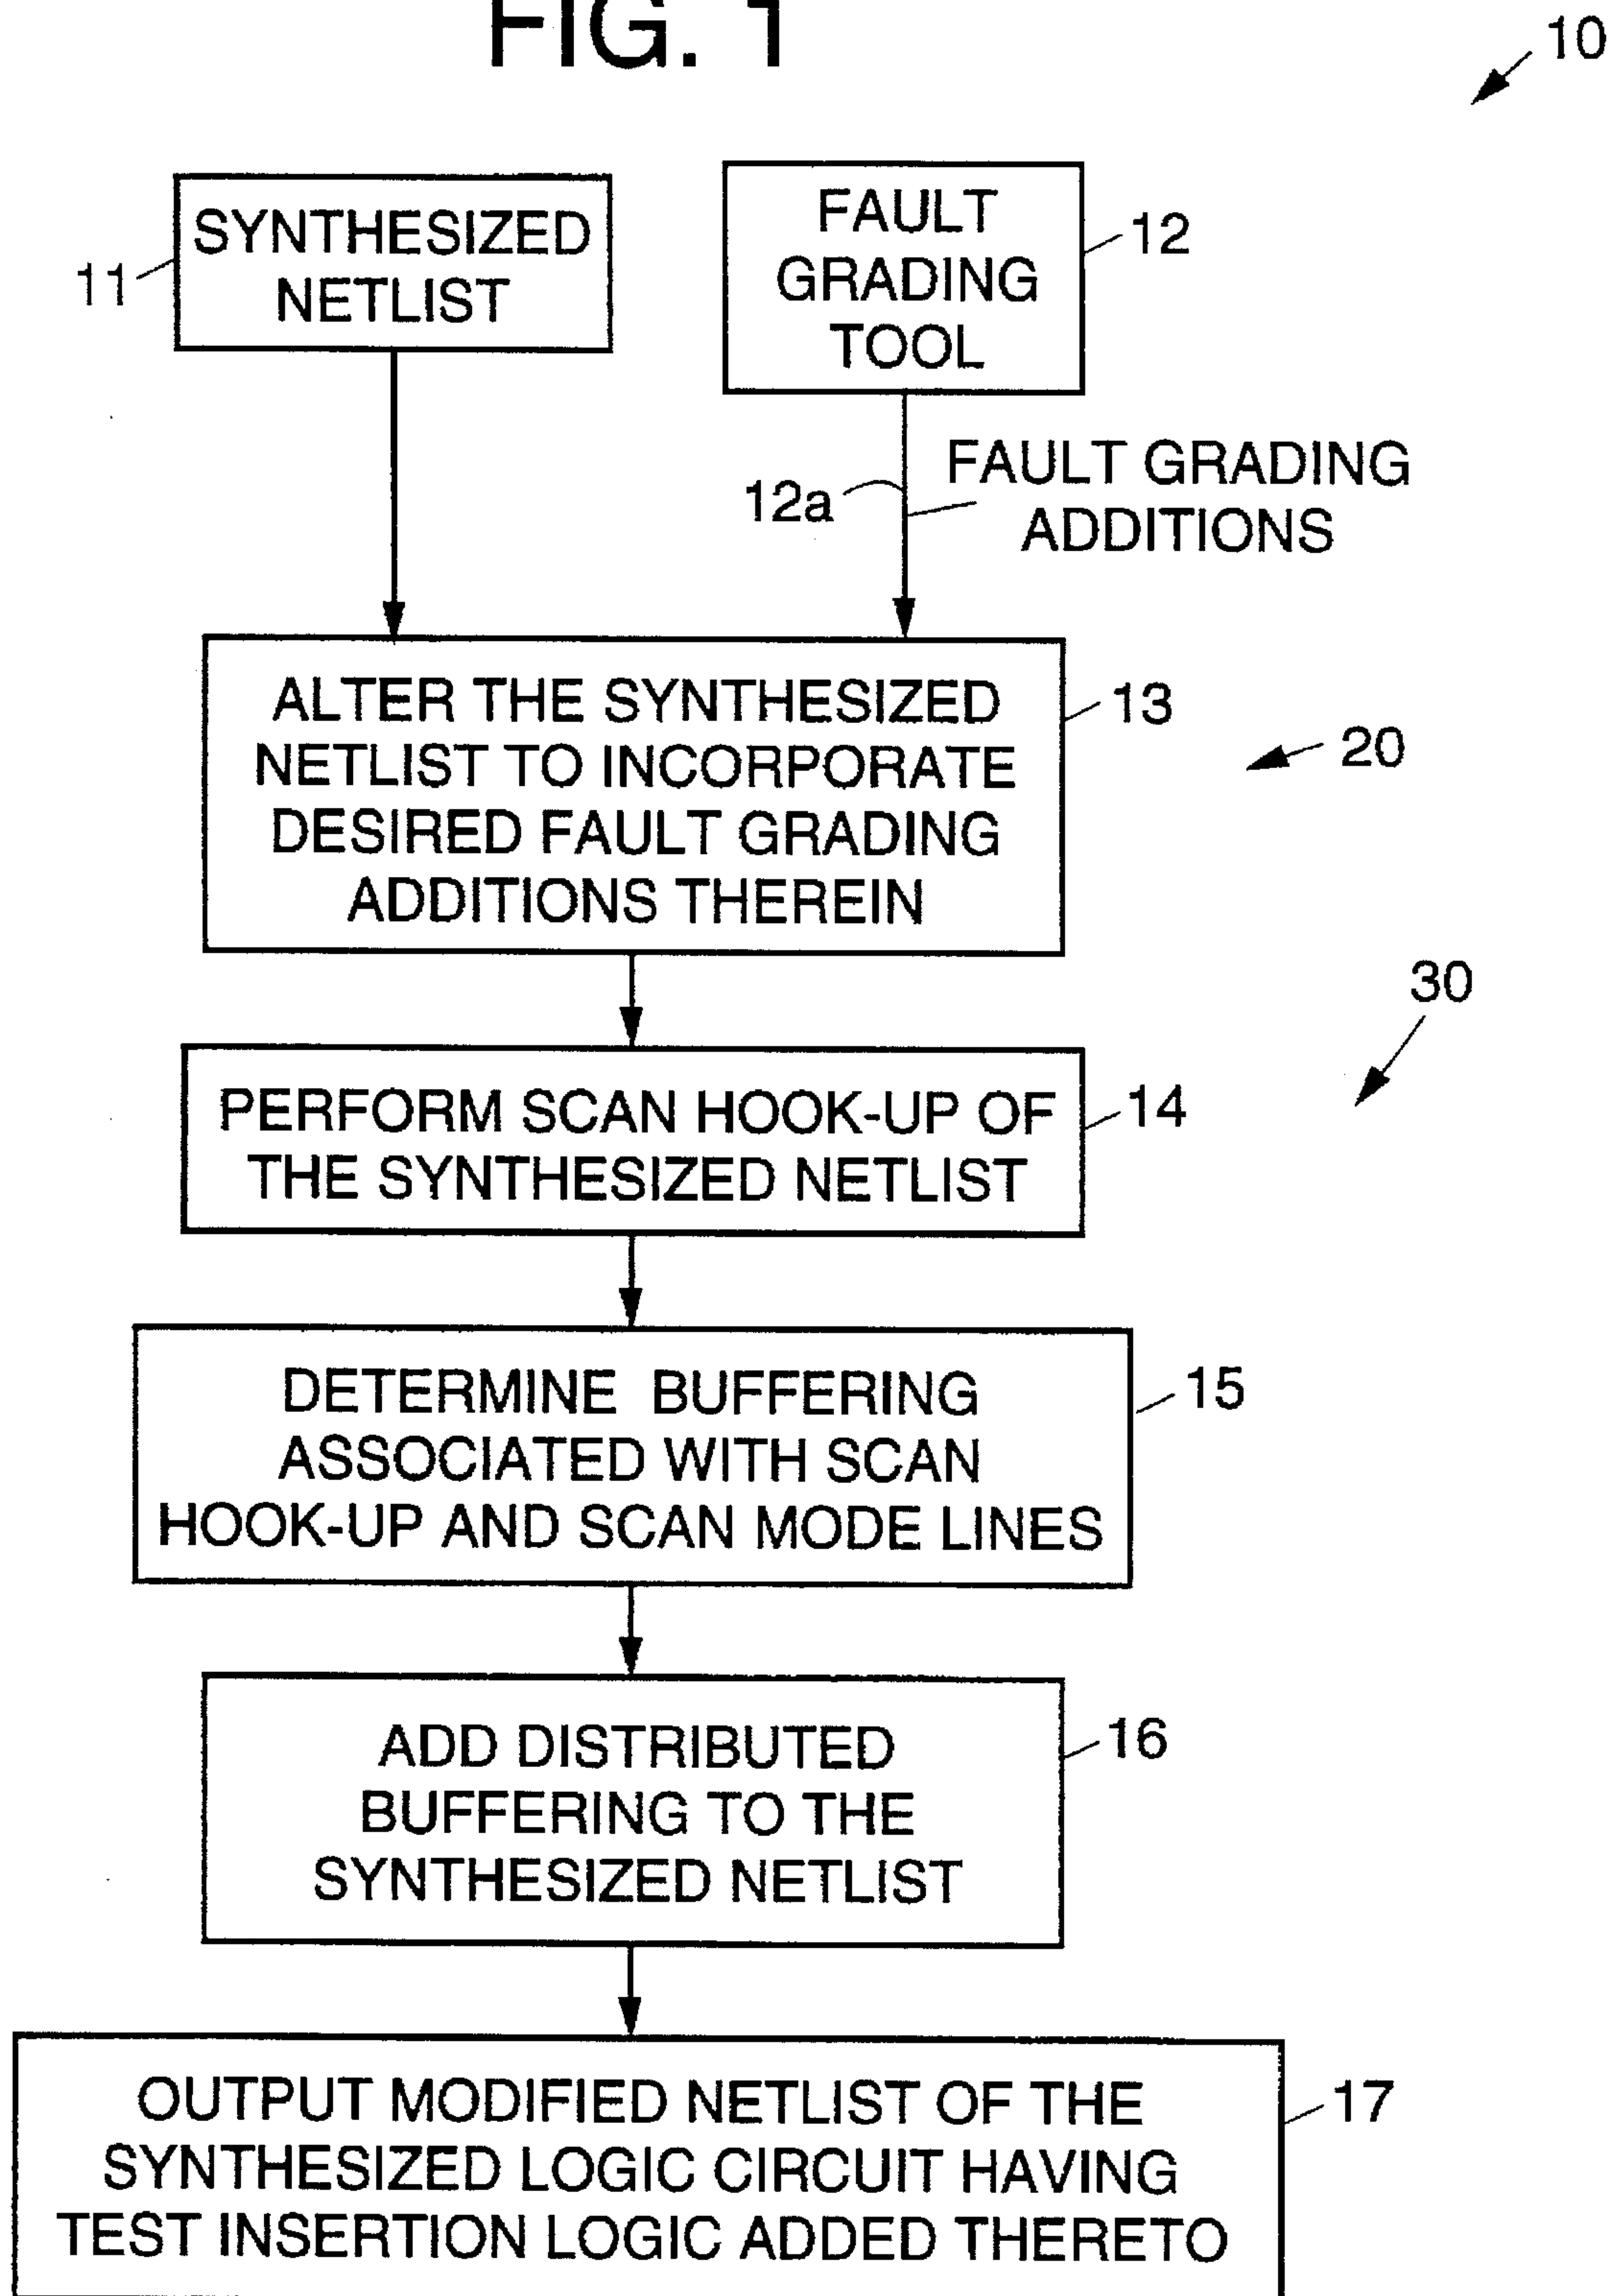 FIG. 1
10
SYNTHESIZED
NETLIST
11
FAULT
GRADING
TOOL
12
12a
FAULT GRADING
ADDITIONS
ALTER THE SYNTHESIZED
NETLIST TO INCORPORATE
DESIRED FAULT GRADING
ADDITIONS THEREIN
13
20
30
PERFORM SCAN HOOK-UP OF
THE SYNTHESIZED NETLIST
14
DETERMINE BUFFERING
ASSOCIATED WITH SCAN
HOOK-UP AND SCAN MODE LINES
15
ADD DISTRIBUTED
BUFFERING TO THE
SYNTHESIZED NETLIST
16
OUTPUT MODIFIED NETLIST OF THE
SYNTHESIZED LOGIC CIRCUIT HAVING
TEST INSERTION LOGIC ADDED THERETO
17